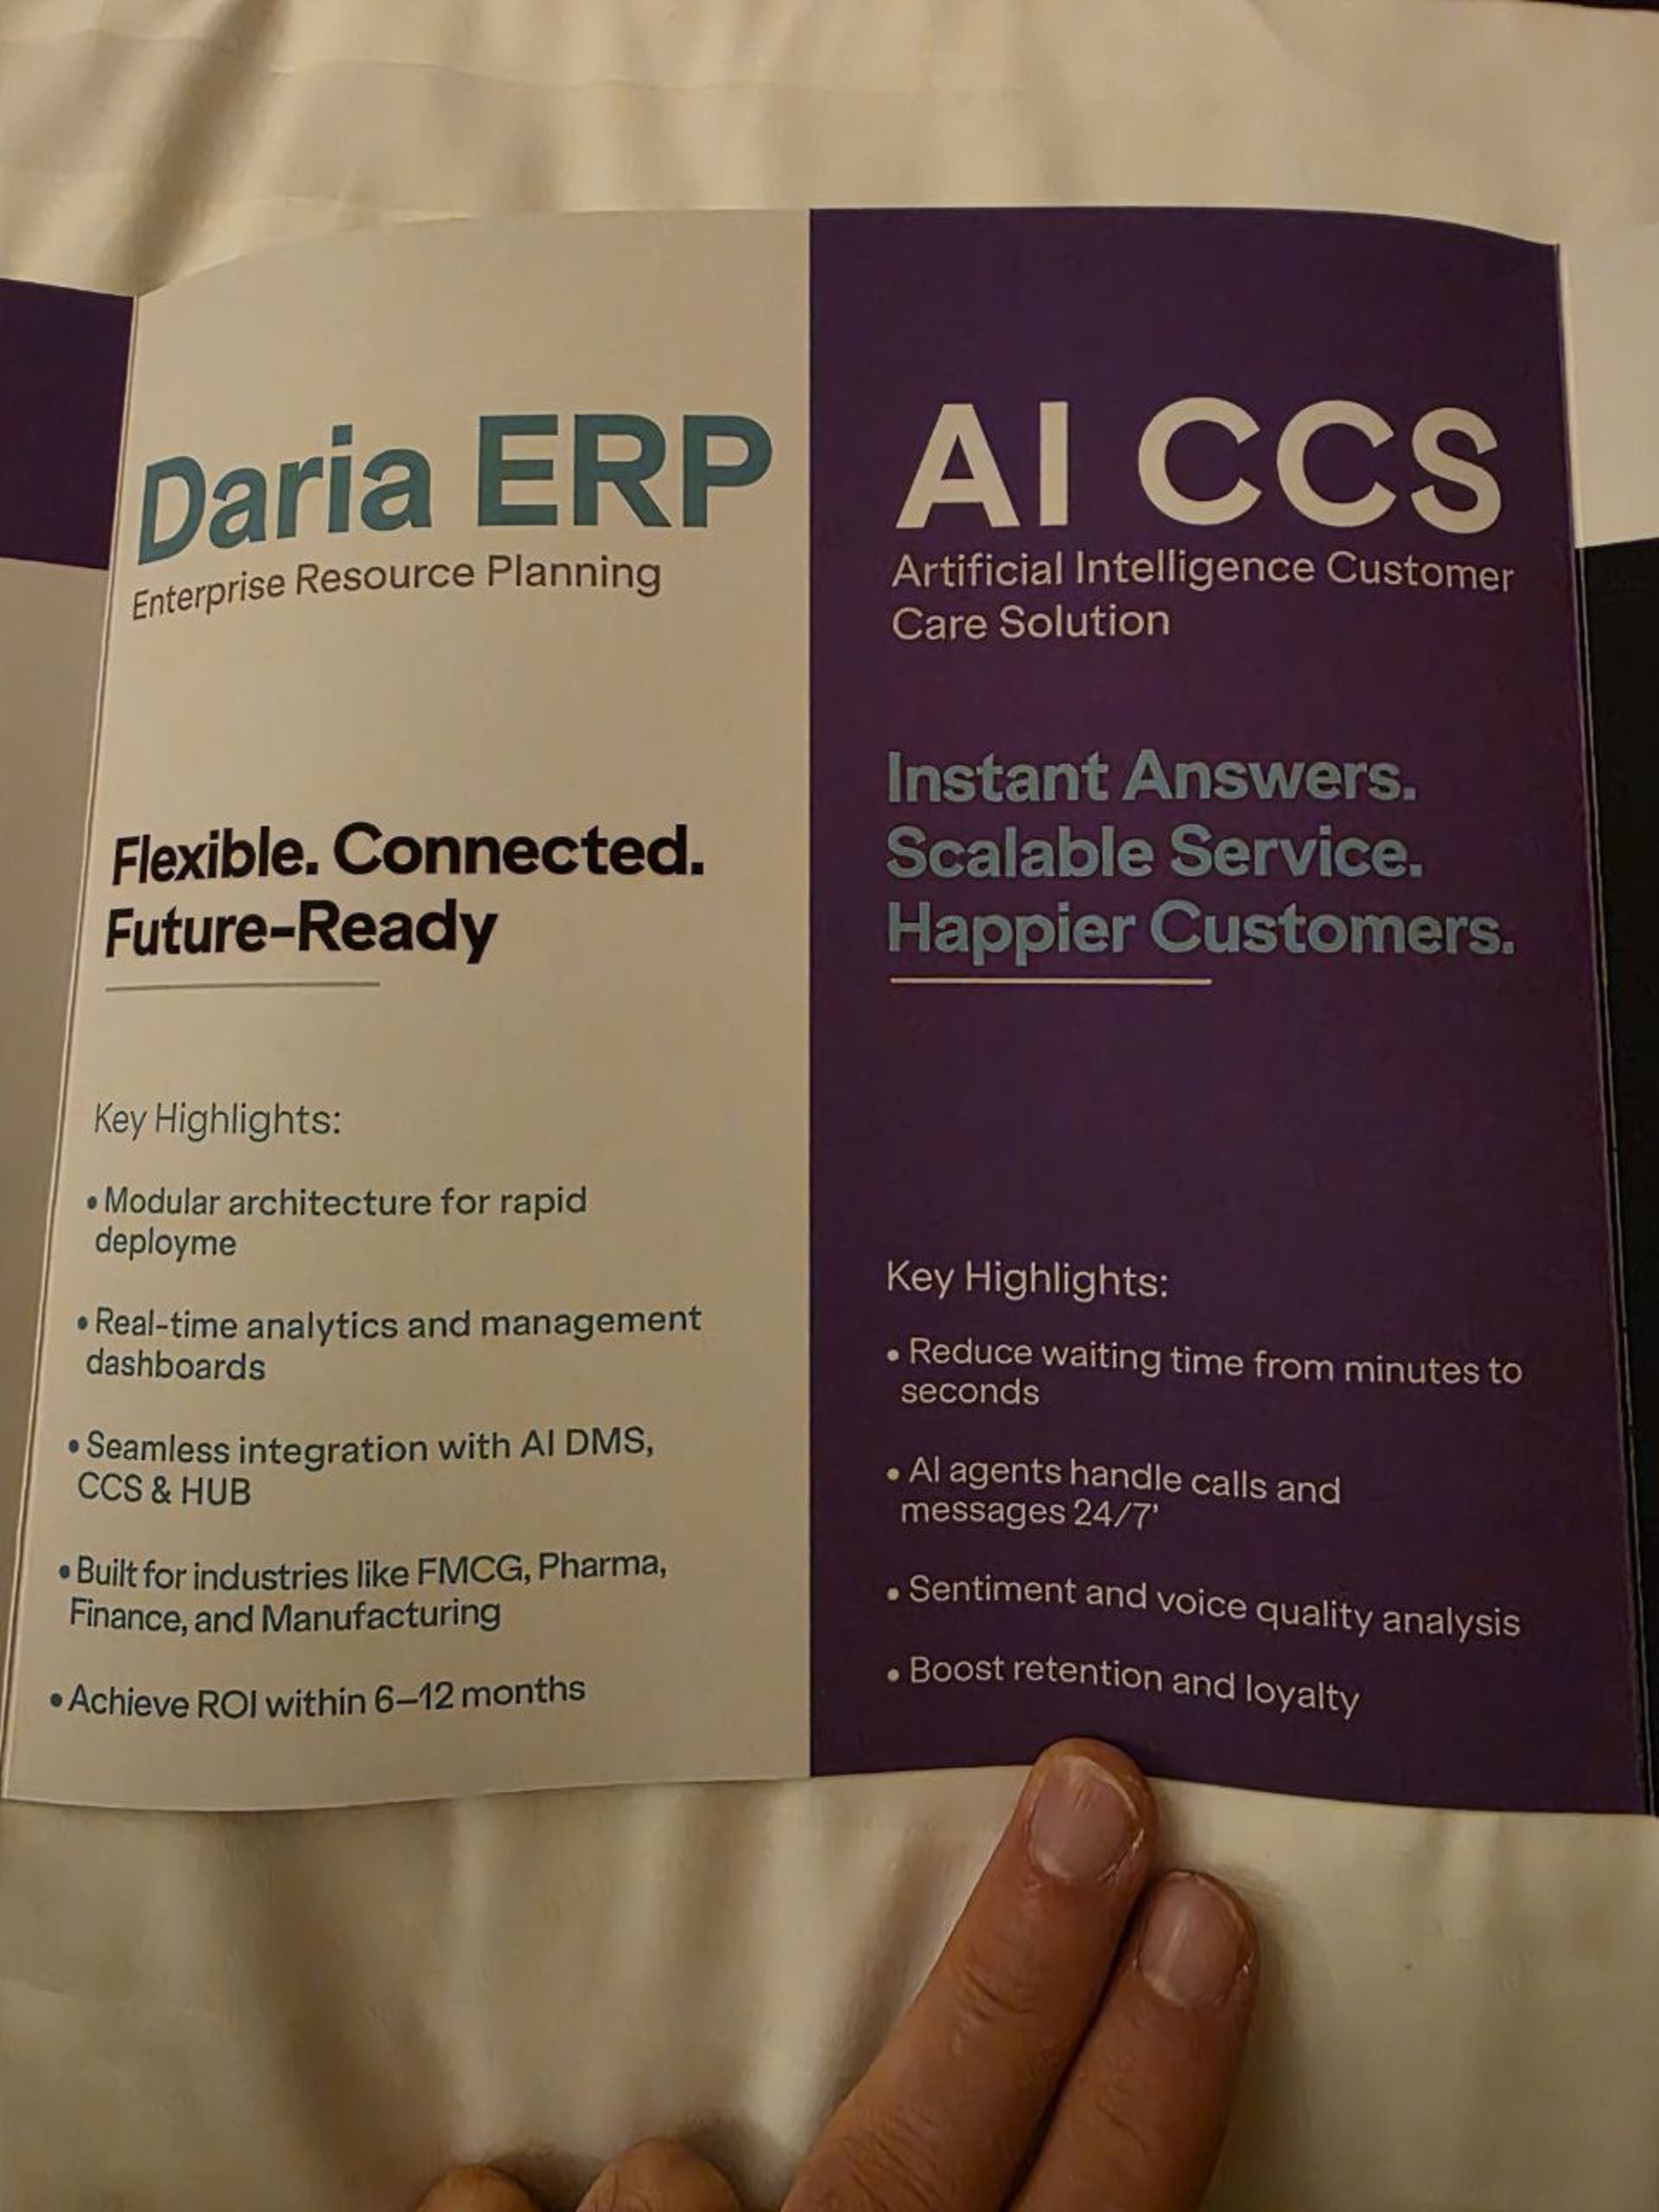 Daria ERP
Enterprise Resource Planning
Flexible. Connected.
Future-Ready
Key Highlights:
• Modular architecture for rapid
deployme
• Real-time analytics and management
dashboards
• Seamless integration with AI DMS,
CCS & HUB
• Built for industries like FMCG, Pharma,
Finance, and Manufacturing
• Achieve ROI within 6–12 months
AI CCS
Artificial Intelligence Customer
Care Solution
Instant Answers.
Scalable Service.
Happier Customers.
Key Highlights:
• Reduce waiting time from minutes to
seconds
• AI agents handle calls and
messages 24/7'
• Sentiment and voice quality analysis
• Boost retention and loyalty